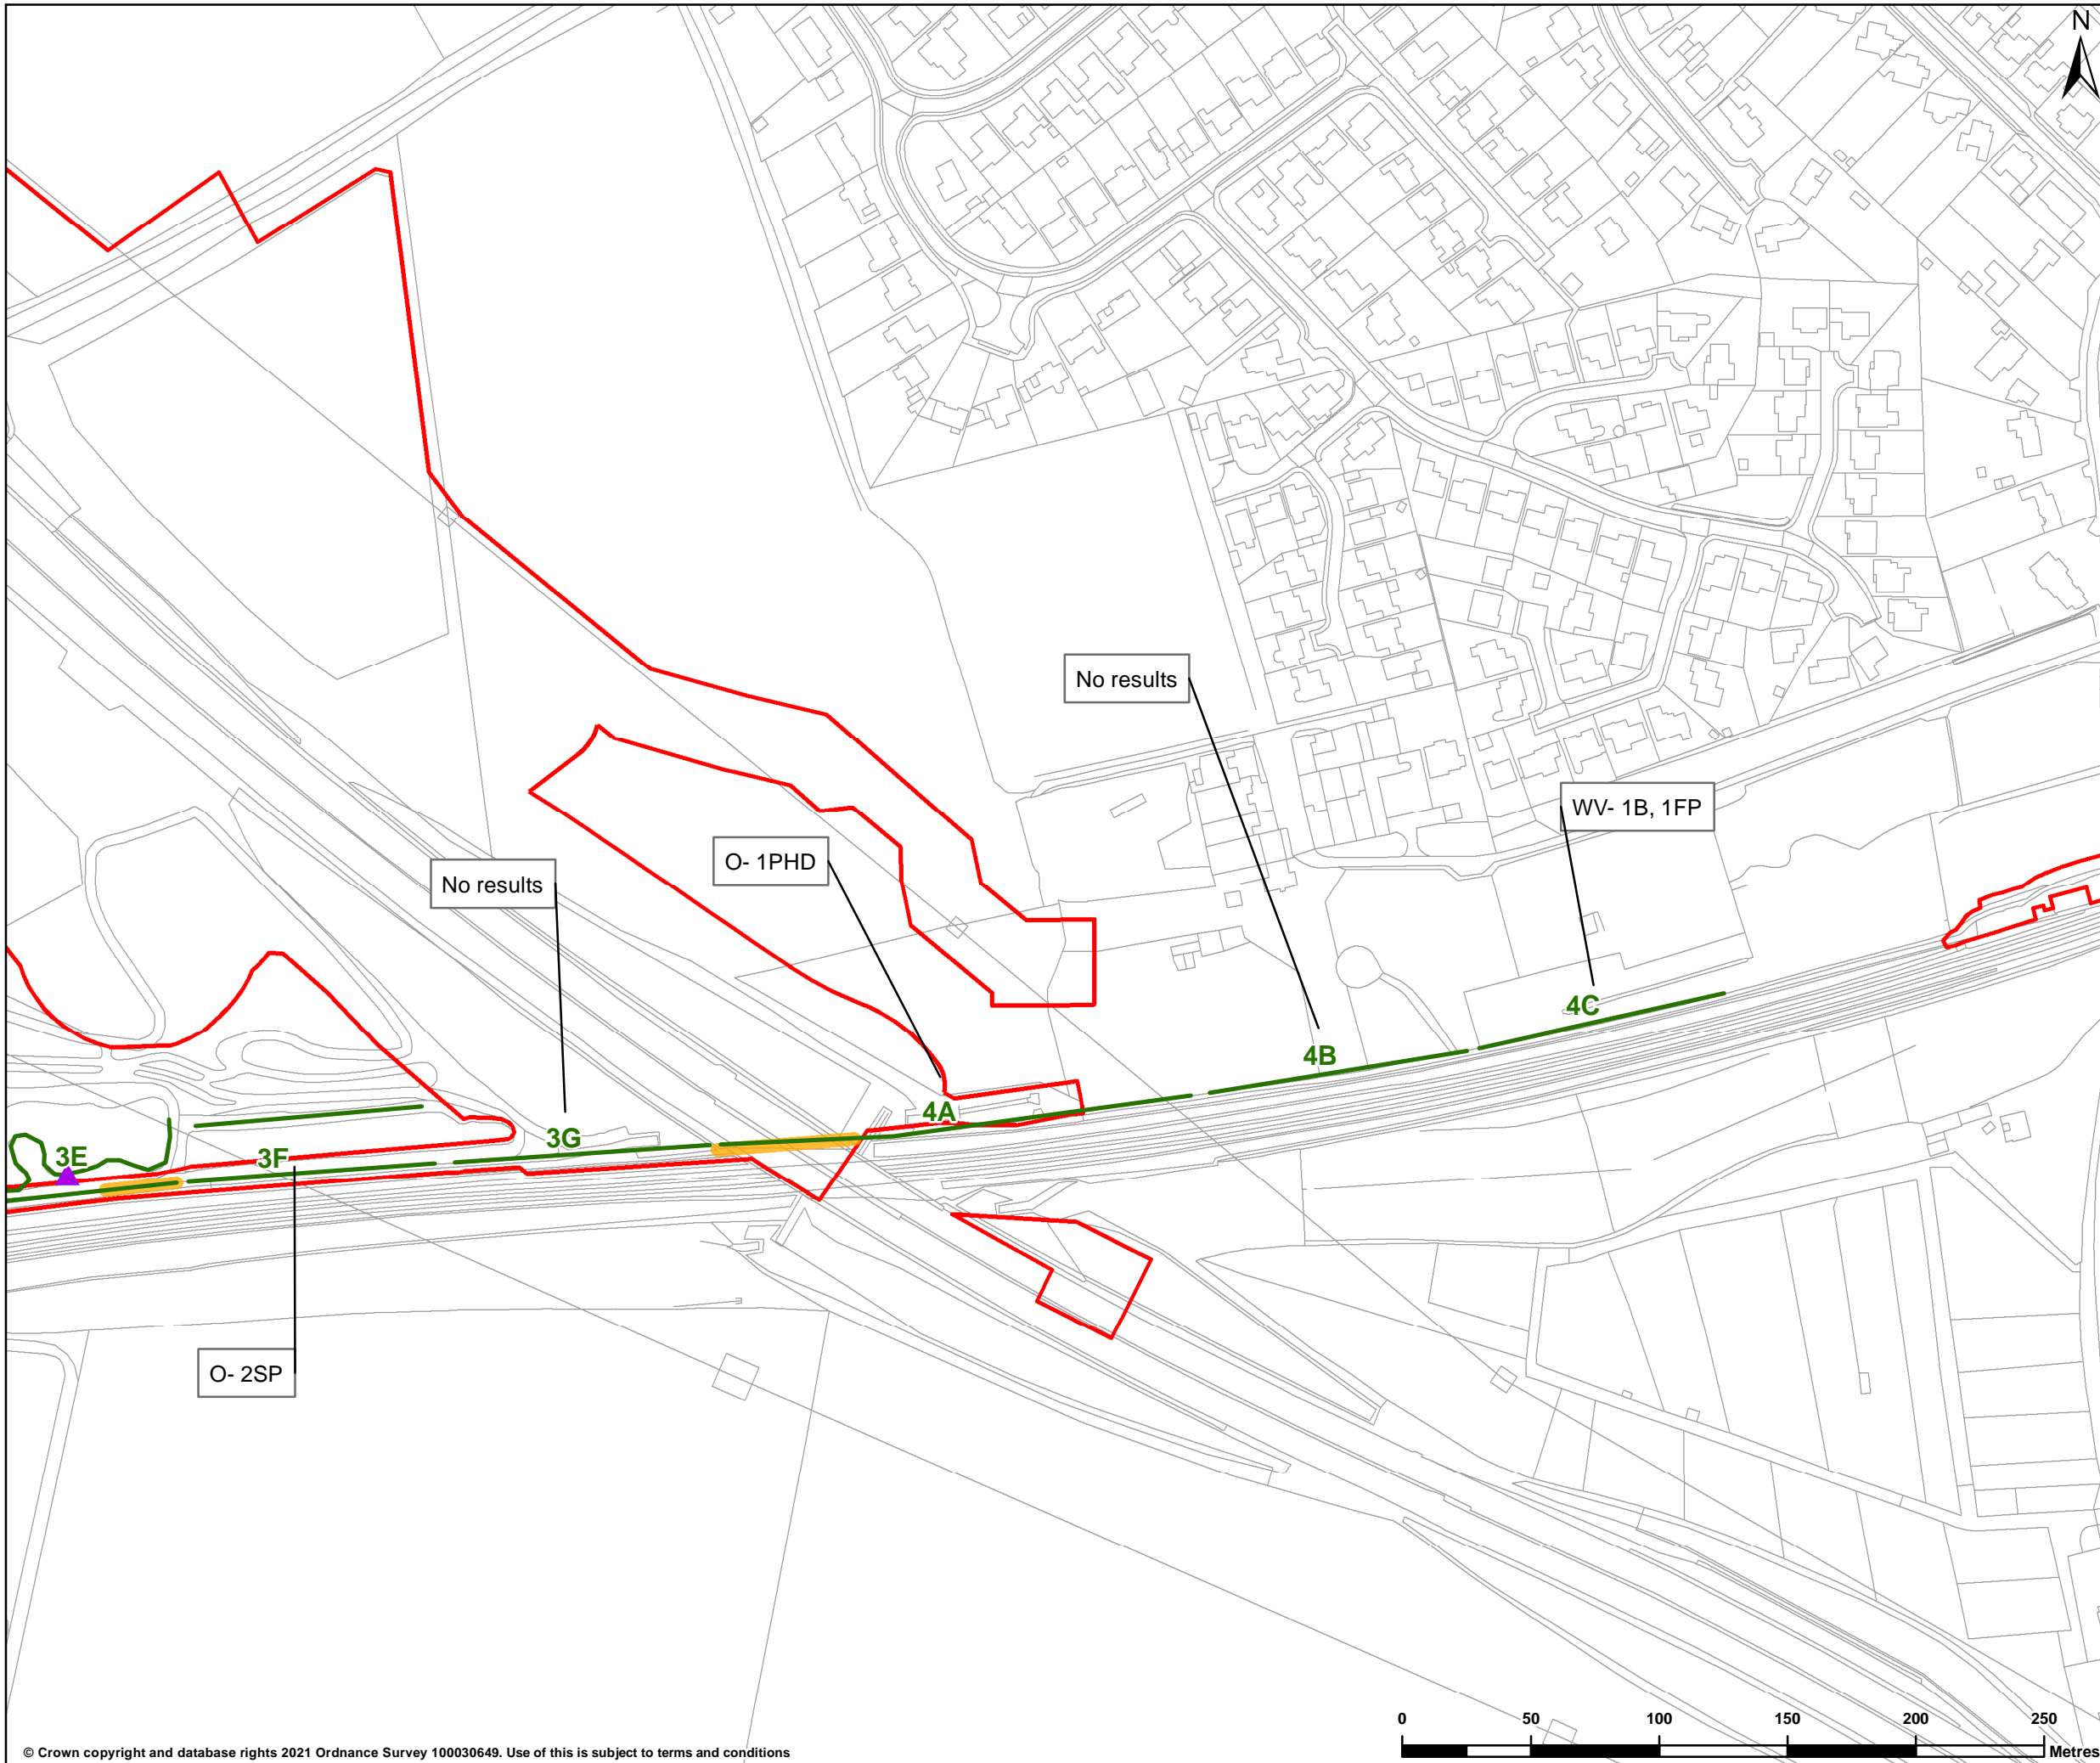 N
No results
WV- 1B, 1FP
O- 1PHD
No results
4C
4B
4A
3G
3E
3F
O- 2SP
0 50 100 150 200 250
Metres
© Crown copyright and database rights 2021 Ordnance Survey 100030649. Use of this is subject to terms and conditions